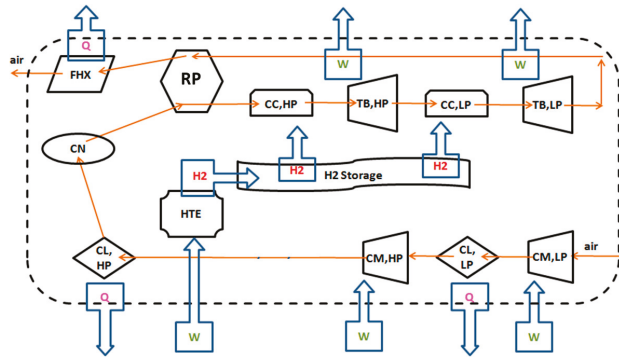 Q
air
FHX
RP
W
W
CC,HP
TB,HP
CC,LP
TB,LP
CN
H2
H2
H2
H2 Storage
HTE
CL,
HP
CM,HP
CL,
LP
CM,LP
air
Q
W
W
Q
W